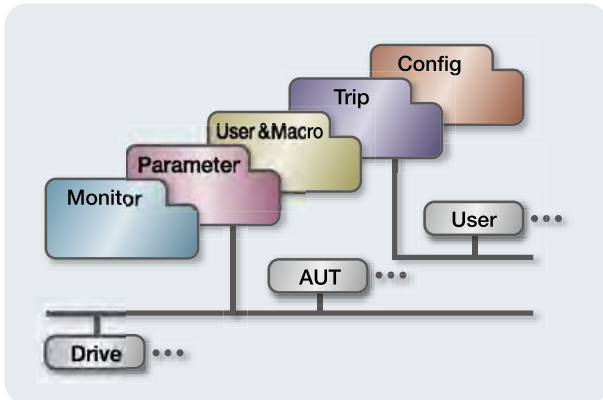 Config
Trip
User &Macro
Parameter
Monitor
User
AUT
Drive